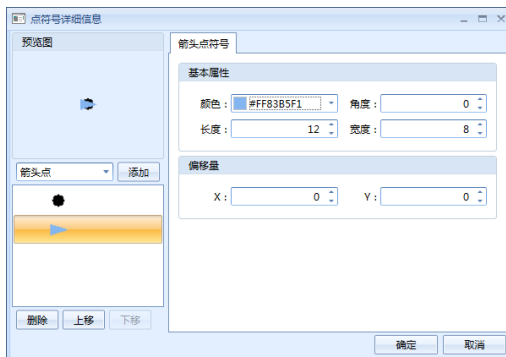 点符号详细信息
预览图
箭头点
添加
删除
上移
下移
箭头点符号
基本属性
颜色： #FF83B5F1 角度： 0
长度： 12 宽度： 8
偏移量
X： 0 Y： 0
确定
取消